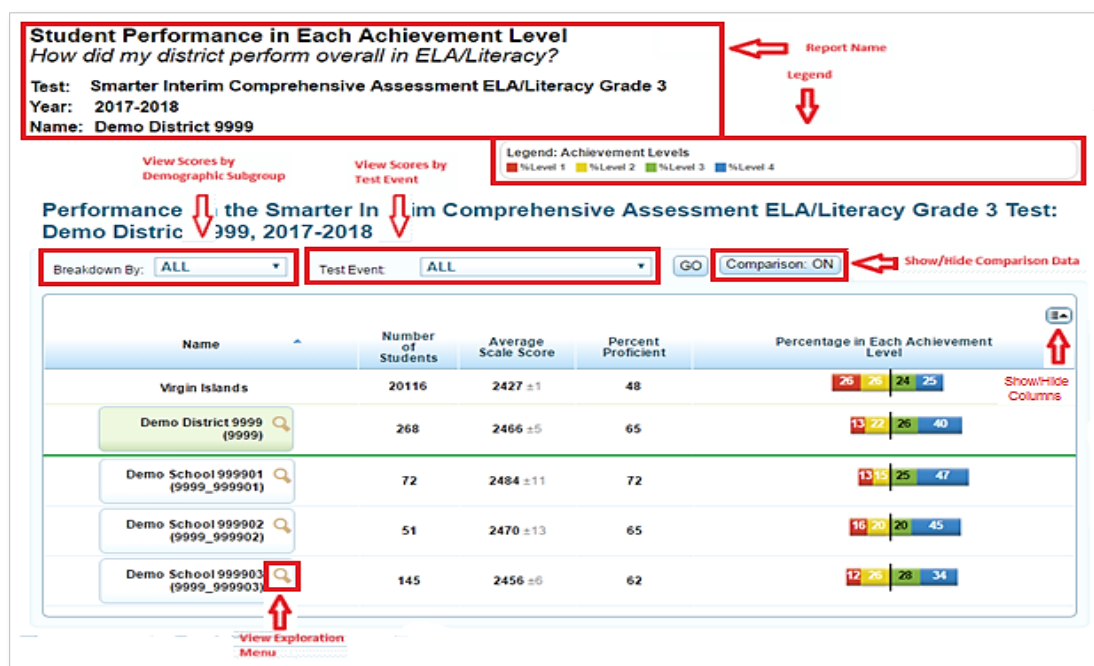 Student Performance in Each Achievement Level
How did my district perform overall in ELA/Literacy?
Test: Smarter Interim Comprehensive Assessment ELA/Literacy Grade 3
Year: 2017-2018
Name: Demo District 9999
Report Name
Legend
Legend: Achievement Levels
%Level 1 %Level 2 %Level 3 %Level 4
View Scores by
Demographic Subgroup
View Scores by
Test Event
Performance the Smarter In im Comprehensive Assessment ELA/Literacy Grade 3 Test:
Demo Distric 999, 2017-2018
Breakdown By: ALL Test Event: ALL GO Comparison: ON
Show/Hide Comparison Data
Name Number of Students Average Scale Score Percent Proficient Percentage in Each Achievement Level
Show/Hide
Columns
Virgin Islands 20116 2427 ±1 48 26 26 24 25
Demo District 9999
(9999) 268 2466 ±5 65 13 22 26 40
Demo School 999901
(9999_999901) 72 2484 ±11 72 13 15 25 47
Demo School 999902
(9999_999902) 51 2470 ±13 65 16 20 20 45
Demo School 999903
(9999_999903) 145 2456 ±6 62 12 26 28 34
View Exploration
Menu